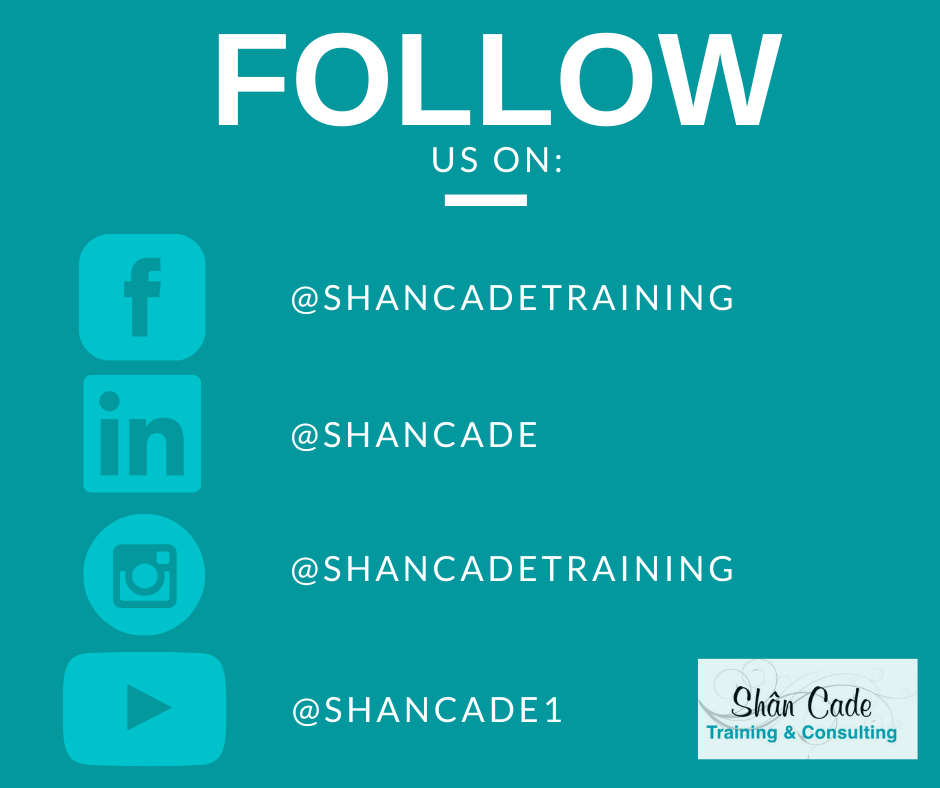 FOLLOW
US ON:
@SHANCADETRAINING
@SHANCADE
@SHANCADETRAINING
@SHANCADE1
Shân Cade
Training & Consulting